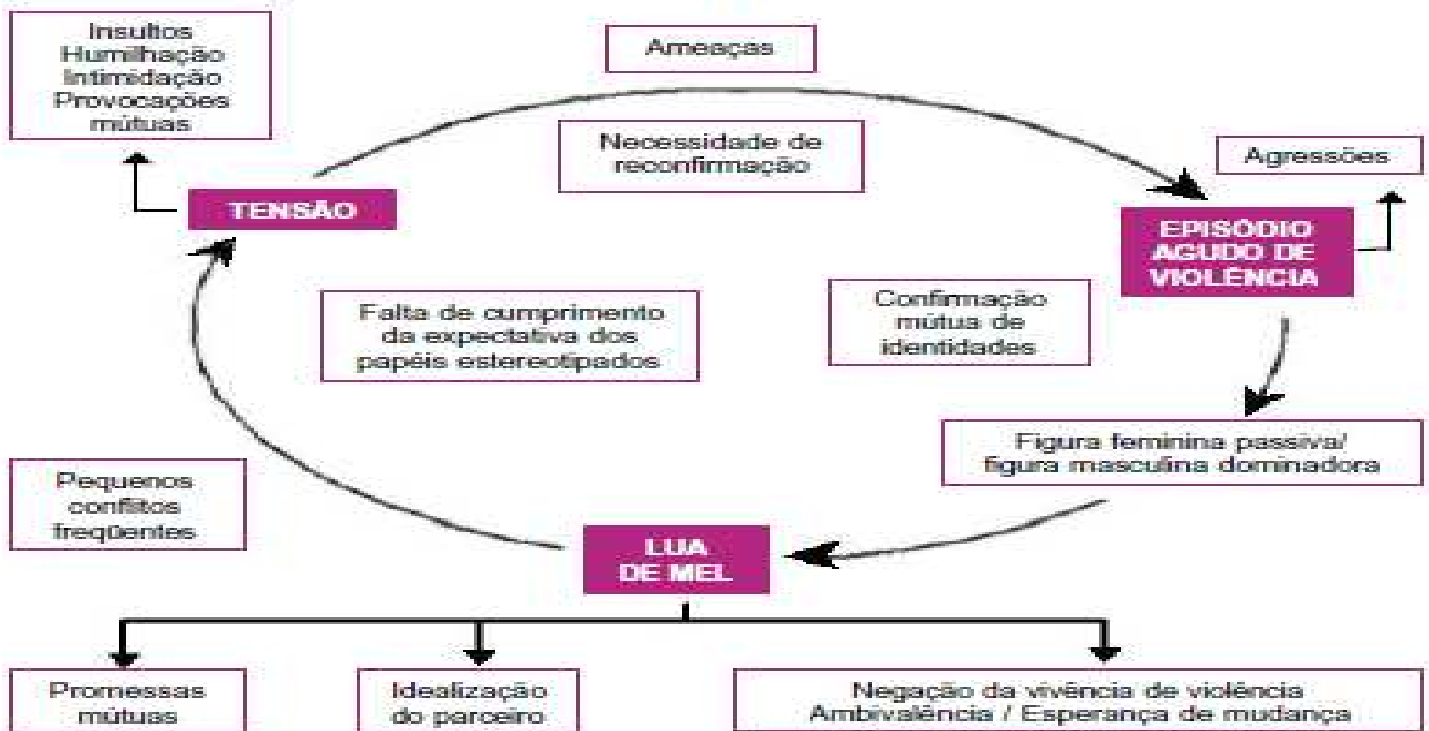 Insultos
Humilhação
Intimidação
Provocações
mútuas
Ameaças
Necessidade de
reconfirmação
Agressões
TENSÃO
EPISÓDIO
AGUDO DE
VIOLÊNCIA
Confirmação
mútua de
identidades
Falta de cumprimento
da expectativa dos
papéis estereotipados
Figura feminina passiva/
figura masculina dominadora
Pequenos
conflitos
freqüentes
LUA
DE MEL
Promessas
mútuas
Idealização
do parceiro
Negação da vivência de violência
Ambivalência / Esperança de mudança